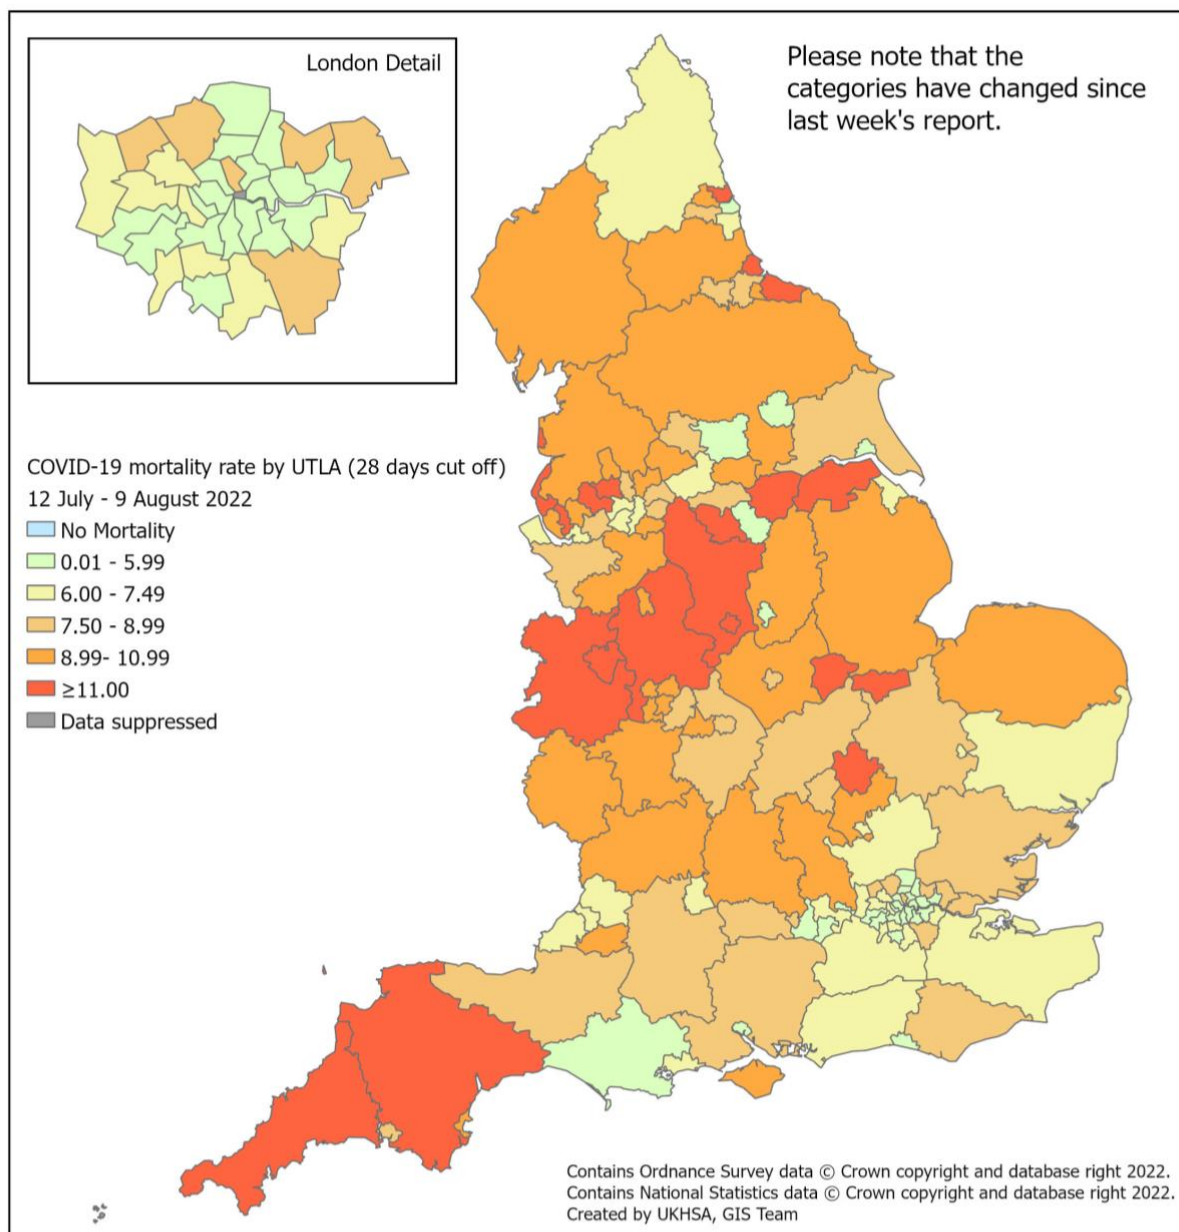 London Detail
Please note that the
categories have changed since
last week's report.
COVID-19 mortality rate by UTLA (28 days cut off)
12 July - 9 August 2022
No Mortality
0.01 - 5.99
6.00 - 7.49
7.50 - 8.99
8.99- 10.99
≥11.00
Data suppressed
Contains Ordnance Survey data © Crown copyright and database right 2022.
Contains National Statistics data © Crown copyright and database right 2022.
Created by UKHSA, GIS Team